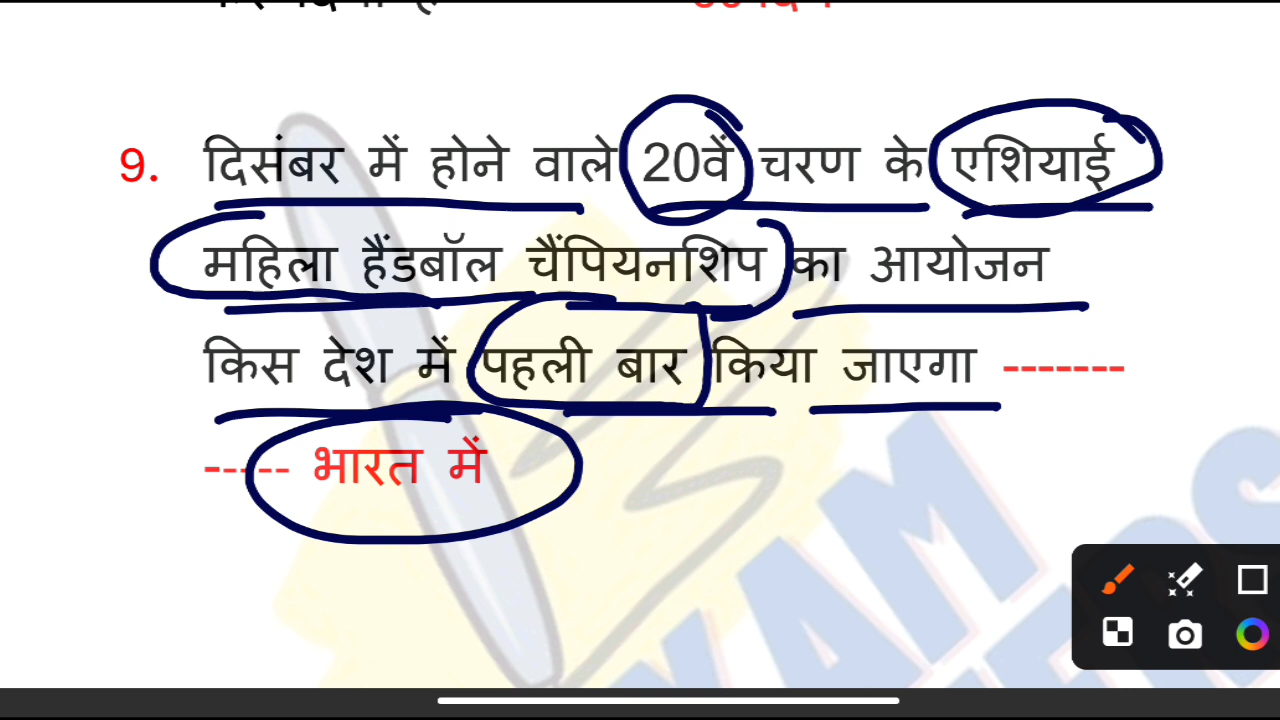 9. दिसंबर में होने वाले 20वें चरण के एशियाई
महिला हैंडबॉल चैंपियनशिप का आयोजन
किस देश में पहली बार किया जाएगा -------
----- भारत में